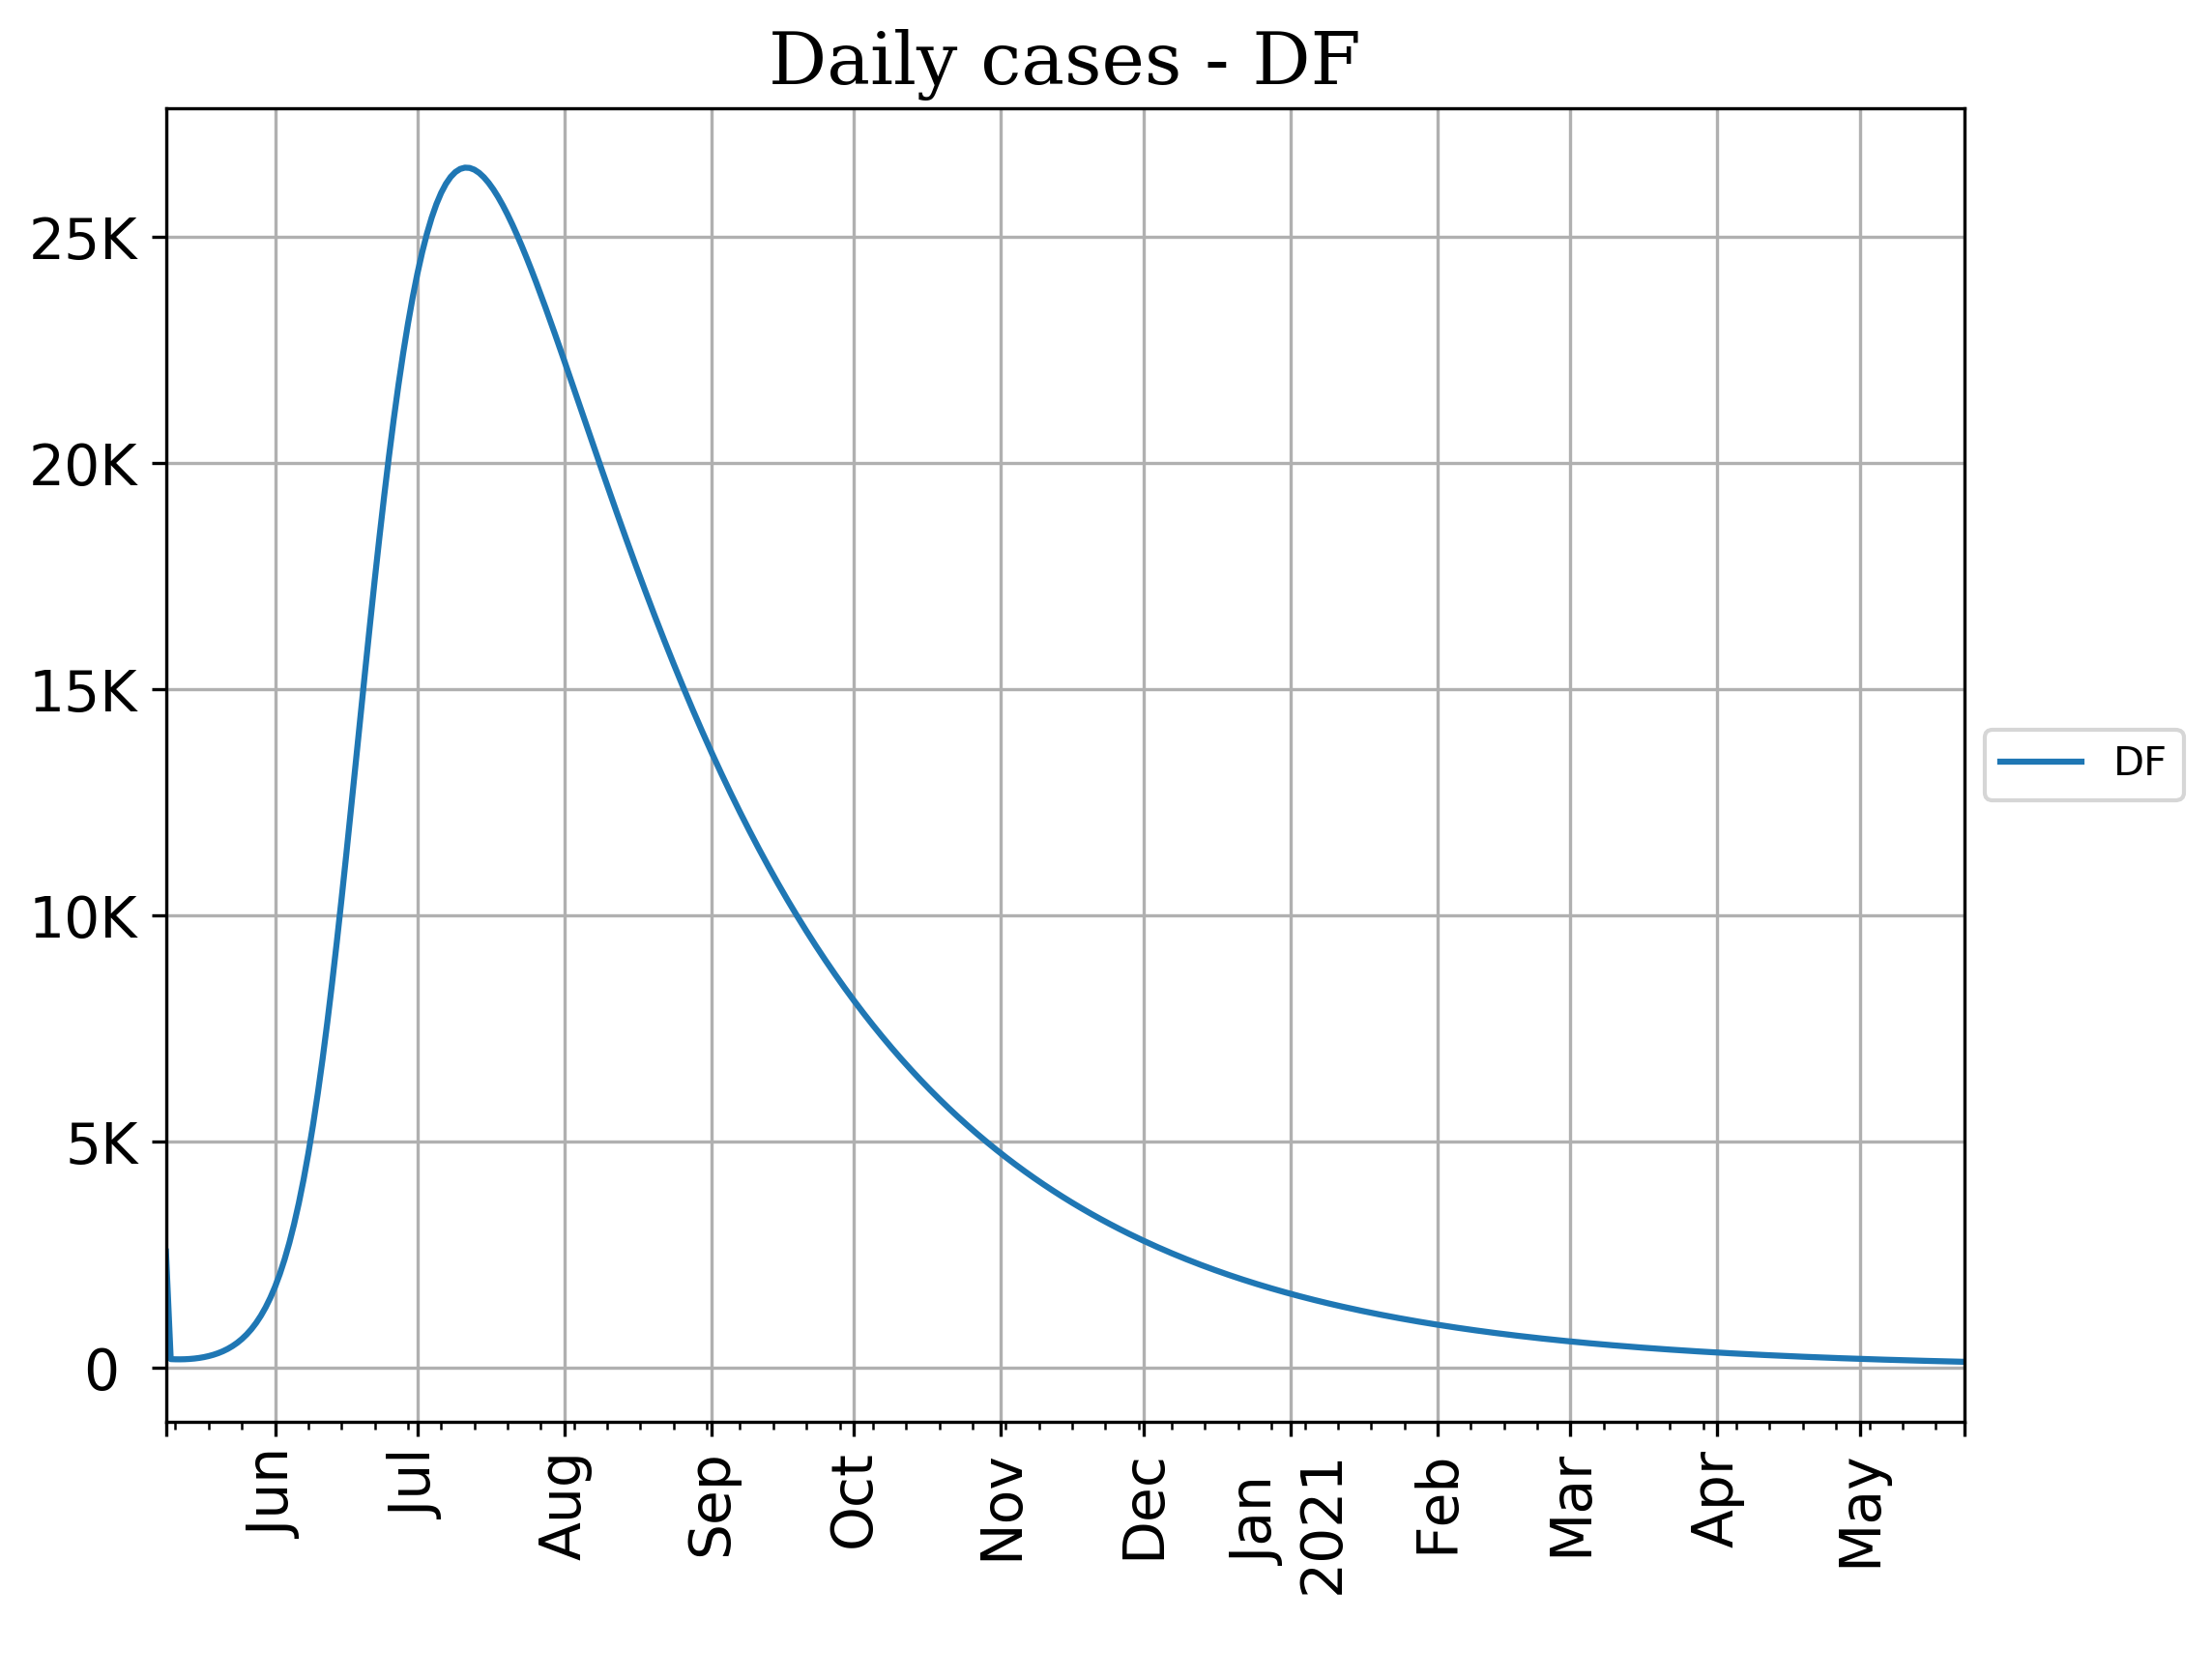 Daily cases - DF
25K
20K
15K
10K
5K
0
DF
Jun
Jul
Aug
Sep
Oct
Nov
Dec
Jan
2021
Feb
Mar
Apr
May